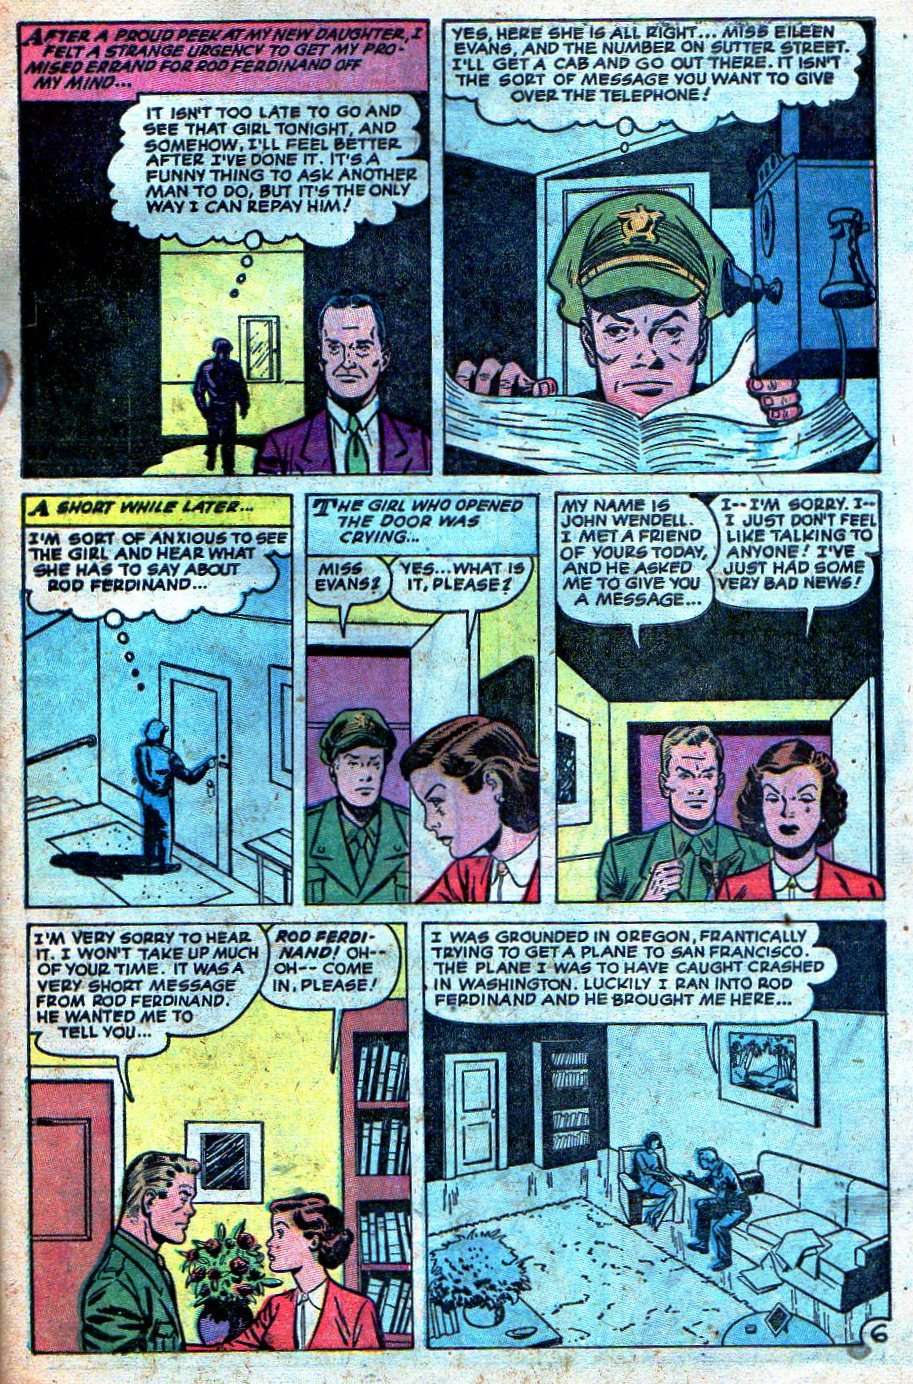 AFTER A PROUD PEEK AT MY NEW DAUGHTER, I
FELT A STRANGE URGENCY TO GET MY PRO-
MISED ERRAND FOR ROD FERDINAND OFF
MY MIND...
IT ISN'T TOO LATE TO GO AND
SEE THAT GIRL TONIGHT, AND
SOMEHOW, I'LL FEEL BETTER
AFTER I'VE DONE IT. IT'S A
FUNNY THING TO ASK ANOTHER
MAN TO DO, BUT IT'S THE ONLY
WAY I CAN REPAY HIM!
YES, HERE SHE IS ALL RIGHT... MISS EILEEN
EVANS, AND THE NUMBER ON SUTTER STREET.
I'LL GET A CAB AND GO OUT THERE. IT ISN'T
THE SORT OF MESSAGE YOU WANT TO GIVE
OVER THE TELEPHONE!
A SHORT WHILE LATER...
I'M SORT OF ANXIOUS TO SEE
THE GIRL AND HEAR WHAT
SHE HAS TO SAY ABOUT
ROD FERDINAND...
THE GIRL WHO OPENED
THE DOOR WAS
CRYING...
MISS
EVANS?
YES... WHAT IS
IT, PLEASE?
MY NAME IS
JOHN WENDELL.
I MET A FRIEND
OF YOURS TODAY,
AND HE ASKED
ME TO GIVE YOU
A MESSAGE...
I-- I'M SORRY. I--
I JUST DON'T FEEL
LIKE TALKING TO
ANYONE! I'VE
JUST HAD SOME
VERY BAD NEWS!
I'M VERY SORRY TO HEAR
IT. I WON'T TAKE UP MUCH
OF YOUR TIME. IT WAS A
VERY SHORT MESSAGE
FROM ROD FERDINAND.
HE WANTED ME TO
TELL YOU...
ROD FERDI-
NAND! OH--
OH-- COME
IN, PLEASE!
I WAS GROUNDED IN OREGON, FRANTICALLY
TRYING TO GET A PLANE TO SAN FRANCISCO.
THE PLANE I WAS TO HAVE CAUGHT CRASHED
IN WASHINGTON. LUCKILY I RAN INTO ROD
FERDINAND AND HE BROUGHT ME HERE...
6